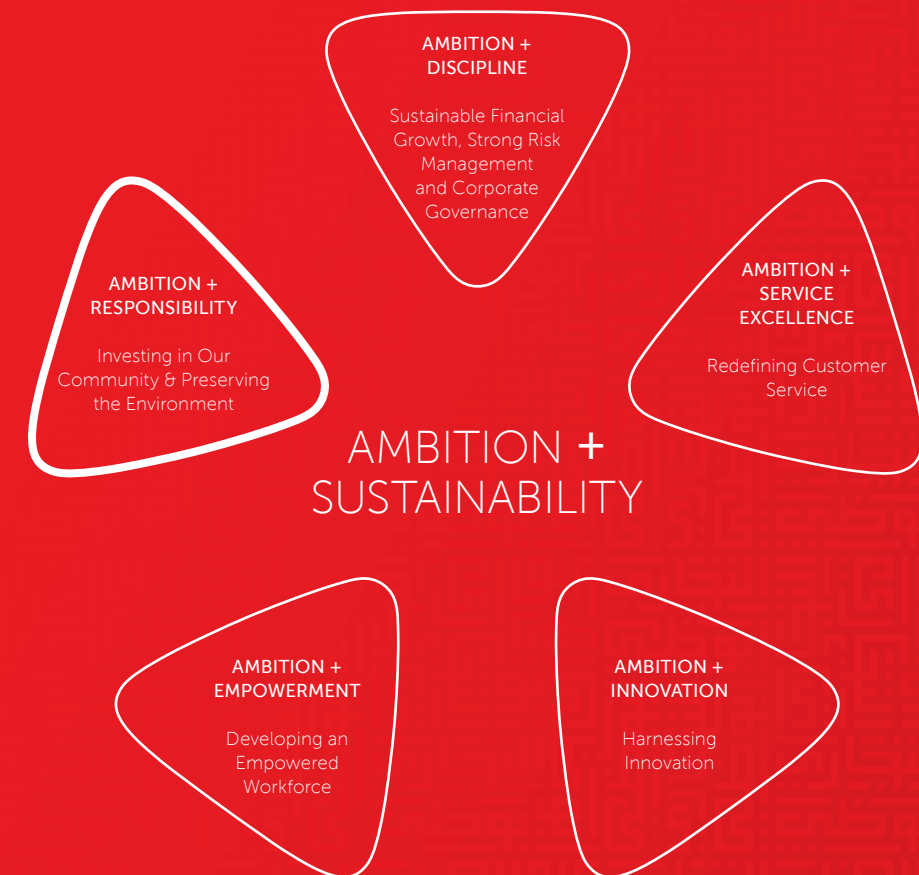 AMBITION +
DISCIPLINE
Sustainable Financial
Growth, Strong Risk
Management
and Corporate
Governance
AMBITION +
RESPONSIBILITY
Investing in Our
Community & Preserving
the Environment
AMBITION +
SERVICE
EXCELLENCE
Redefining Customer
Service
AMBITION +
SUSTAINABILITY
AMBITION +
EMPOWERMENT
Developing an
Empowered
Workforce
AMBITION +
INNOVATION
Harnessing
Innovation